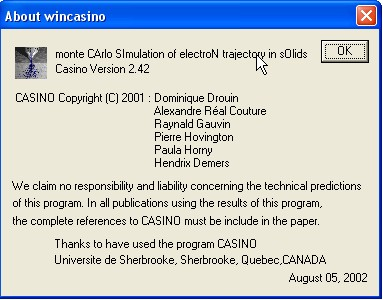 About wincasino
monte CArlo SImulation of electroN trajectory in sOlids
OK
Casino Version 2.42
CASINO Copyright (C) 2001 : Dominique Drouin
Alexandre Réal Couture
Raynald Gauvin
Pierre Hovington
Paula Horny
Hendrix Demers
We claim no responsility and liability concerning the technical predictions
of this program. In all publications using the results of this program,
the complete references to CASINO must be include in the paper.
Thanks to have used the program CASINO
Universite de Sherbrooke, Sherbrooke, Quebec,CANADA
August 05, 2002